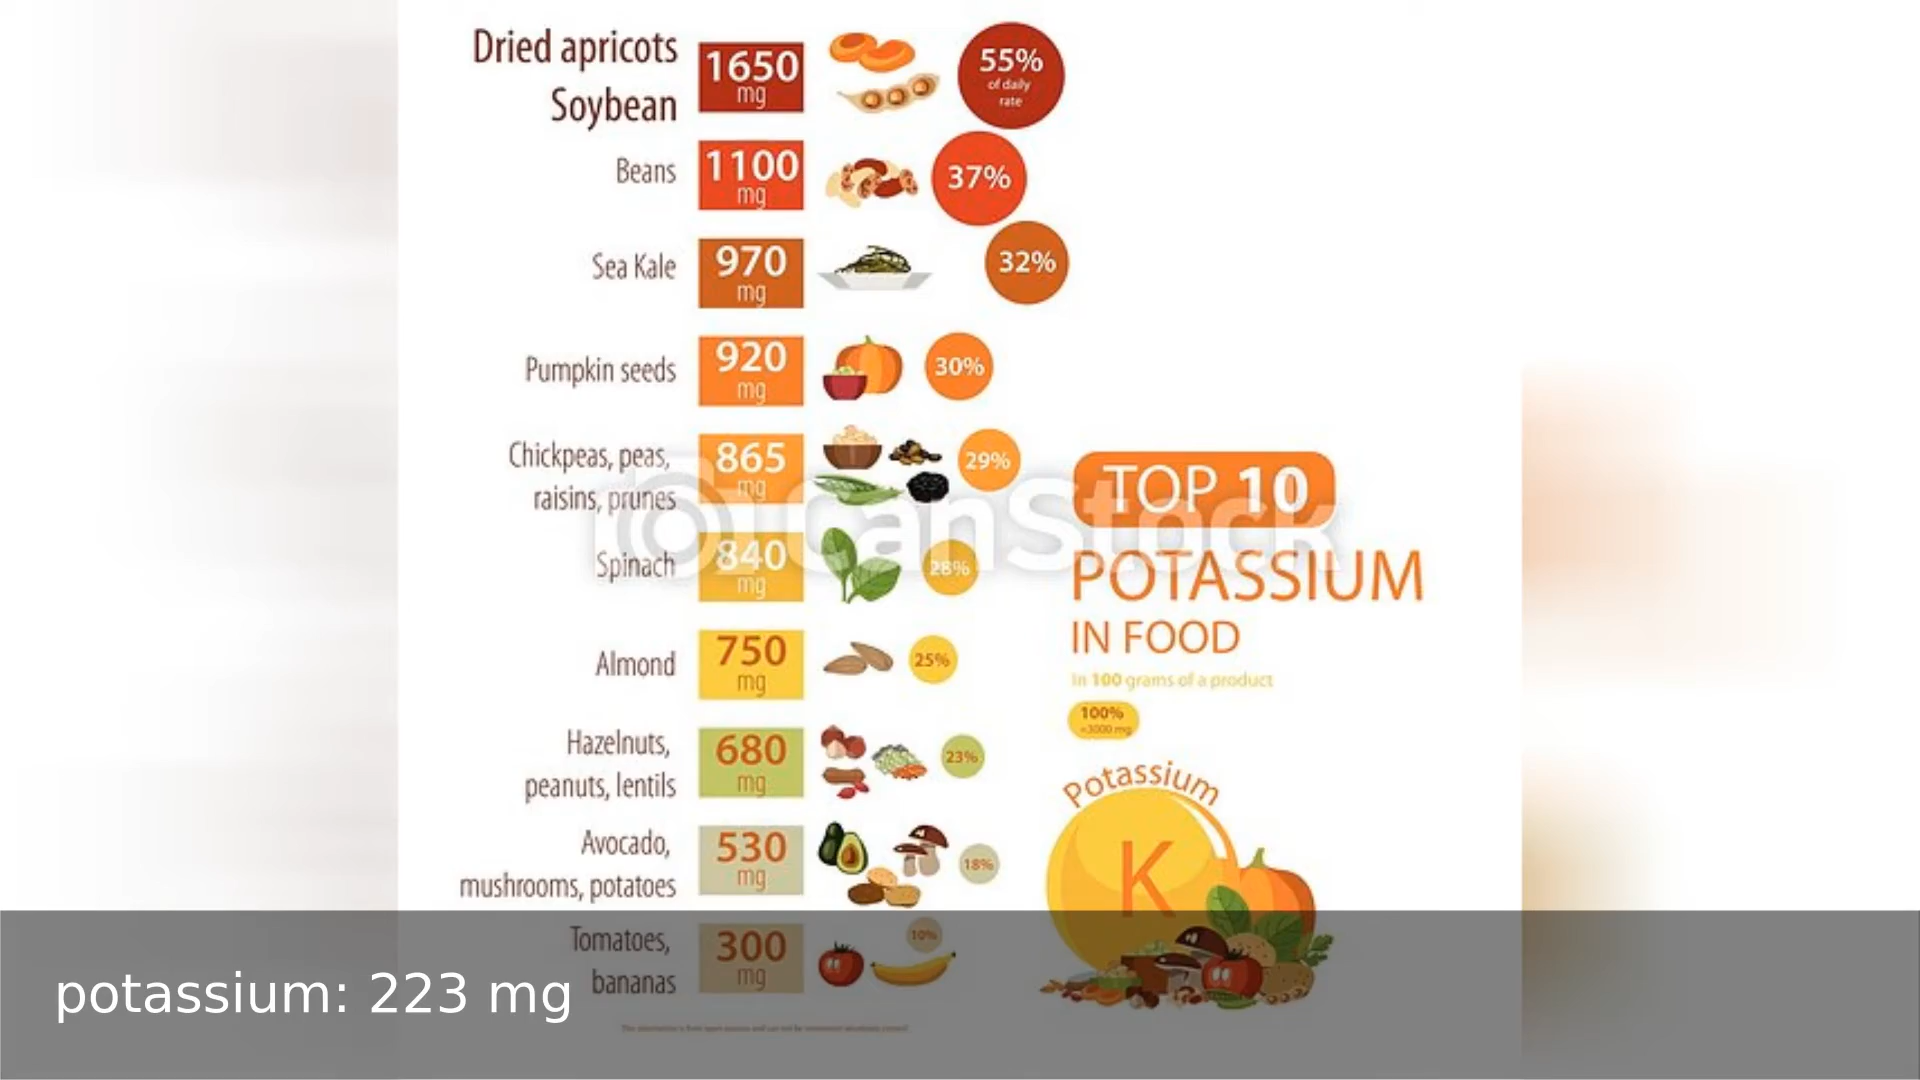 Dried apricots
Soybean
1650
mg
55%
of daily
rate
Beans
1100
mg
37%
Sea Kale
970
mg
32%
Pumpkin seeds
920
mg
30%
Chickpeas, peas,
raisins, prunes
865
mg
29%
Spinach
840
mg
28%
Almond
750
mg
25%
Hazelnuts,
peanuts, lentils
680
mg
23%
Avocado,
mushrooms, potatoes
530
mg
18%
Tomatoes,
bananas
300
mg
10%
TOP 10
POTASSIUM
IN FOOD
In 100 grams of a product
100%
=3000 mg
Potassium
K
CanStock
potassium: 223 mg